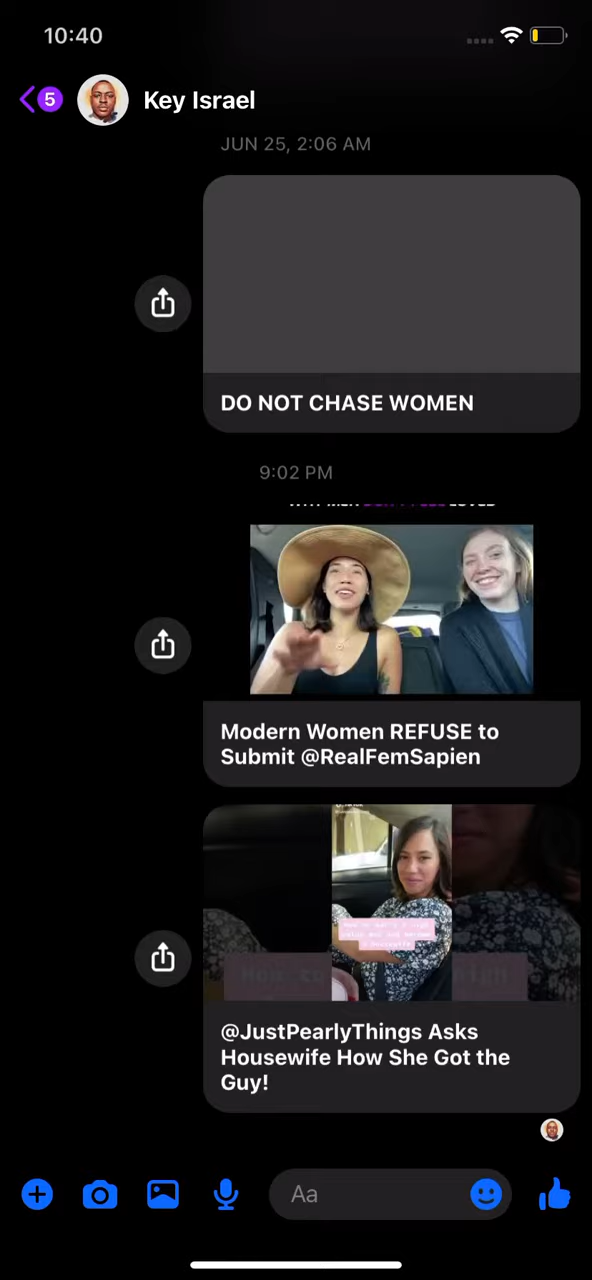 10:40
5
Key Israel
JUN 25, 2:06 AM
DO NOT CHASE WOMEN
9:02 PM
Modern Women REFUSE to
Submit @RealFemSapien
@JustPearlyThings Asks
Housewife How She Got the
Guy!
Aa